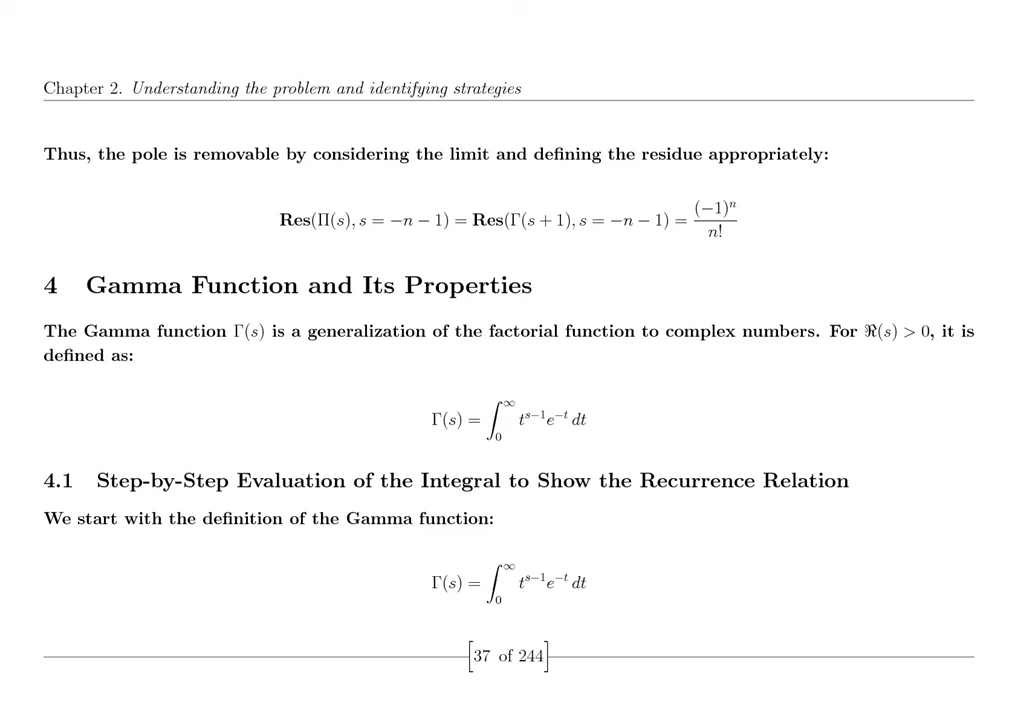 Chapter 2. Understanding the problem and identifying strategies
Thus, the pole is removable by considering the limit and defining the residue appropriately:
Res(Π(s), s = −n − 1) = Res(Γ(s + 1), s = −n − 1) = (−1)^n / n!
4 Gamma Function and Its Properties
The Gamma function Γ(s) is a generalization of the factorial function to complex numbers. For ℜ(s) > 0, it is
defined as:
Γ(s) = ∫_0^∞ t^{s−1} e^{−t} dt
4.1 Step-by-Step Evaluation of the Integral to Show the Recurrence Relation
We start with the definition of the Gamma function:
Γ(s) = ∫_0^∞ t^{s−1} e^{−t} dt
[37 of 244]